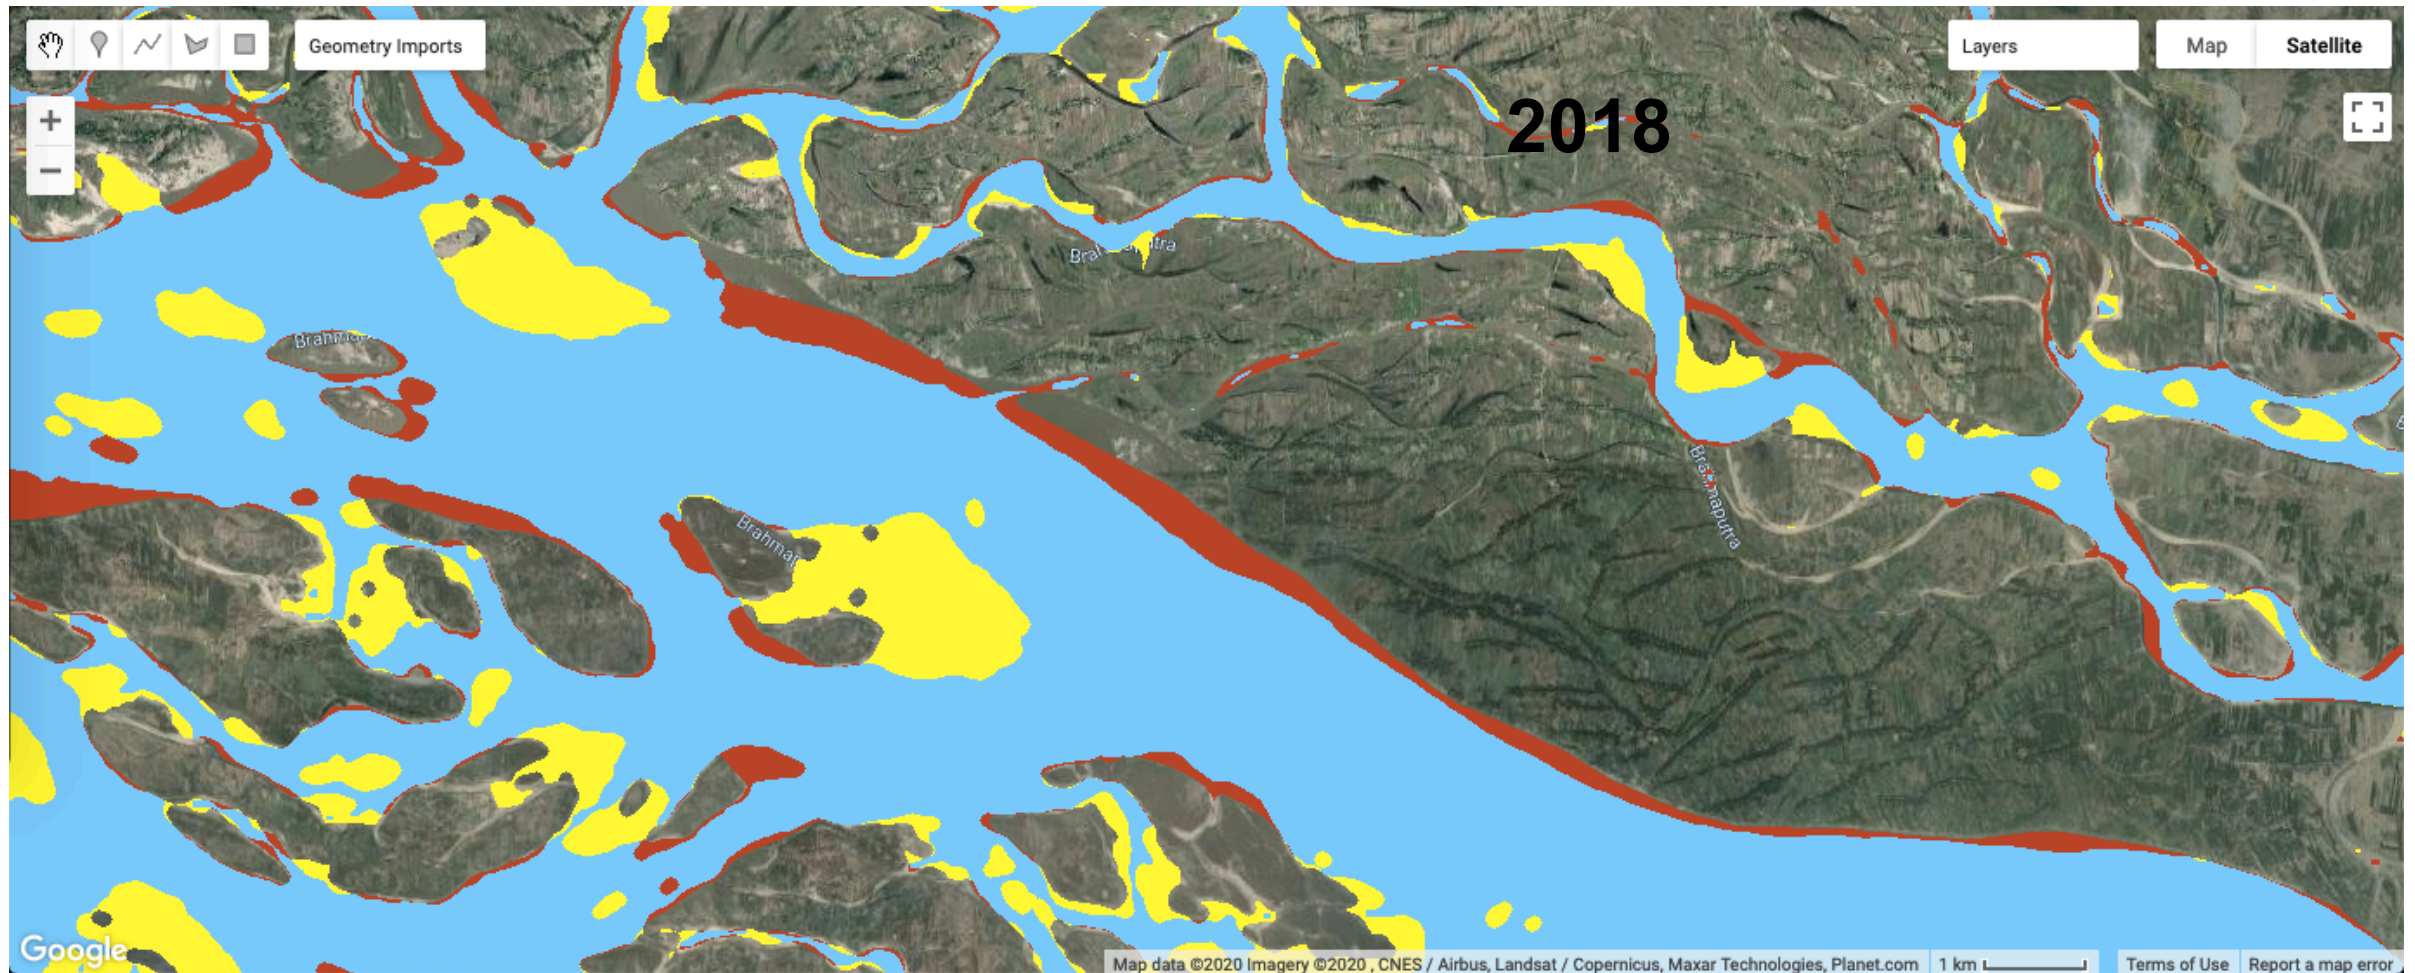 Geometry Imports
Layers
Map
Satellite
+
2018
−
Brahmaputra
Google
Map data ©2020 Imagery ©2020 , CNES / Airbus, Landsat / Copernicus, Maxar Technologies, Planet.com
1 km
Terms of Use
Report a map error